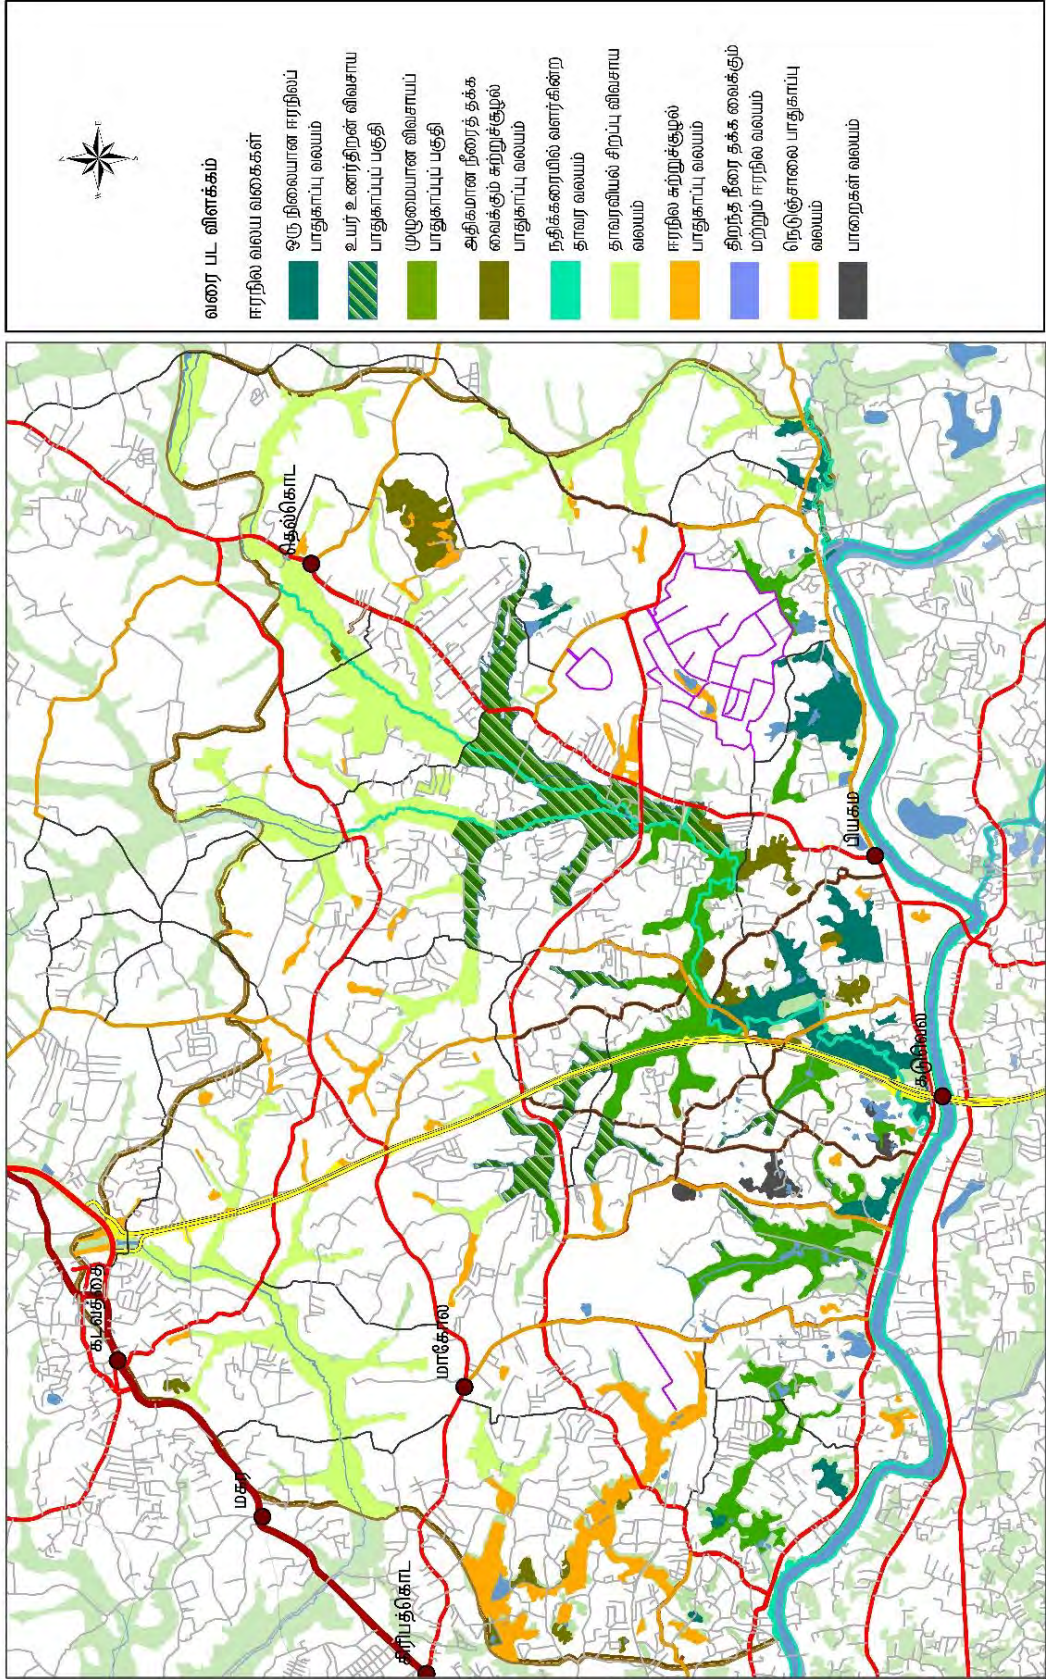 வரை பட விளக்கம்
ஈரநில வலய வகைகள்
ஒரு நிலையான ஈரநிலப்
பாதுகாப்பு வலயம்
உயர் உணர்திறன் விவசாய
பாதுகாப்புப் பகுதி
முழுமையான விவசாயப்
பாதுகாப்புப் பகுதி
அதிகமான நீரைத் தக்க
வைக்கும் சுற்றுச்சூழல்
பாதுகாப்பு வலயம்
நதிக்கரையில் வளர்கின்ற
தாவர வலயம்
தாவரவியல் சிறப்பு விவசாய
வலயம்
ஈரநில சுற்றுச்சூழல்
பாதுகாப்பு வலயம்
திறந்த நீரை தக்க வைக்கும்
மற்றும் ஈரநில வலயம்
நெடுஞ்சாலை பாதுகாப்பு
வலயம்
பாறைகள் வலயம்
N
E
S
W
கடவத்தை
மகர
கிரிபத்கொட
மாகோல
தெல்கொட
பியகம
கடுவெல